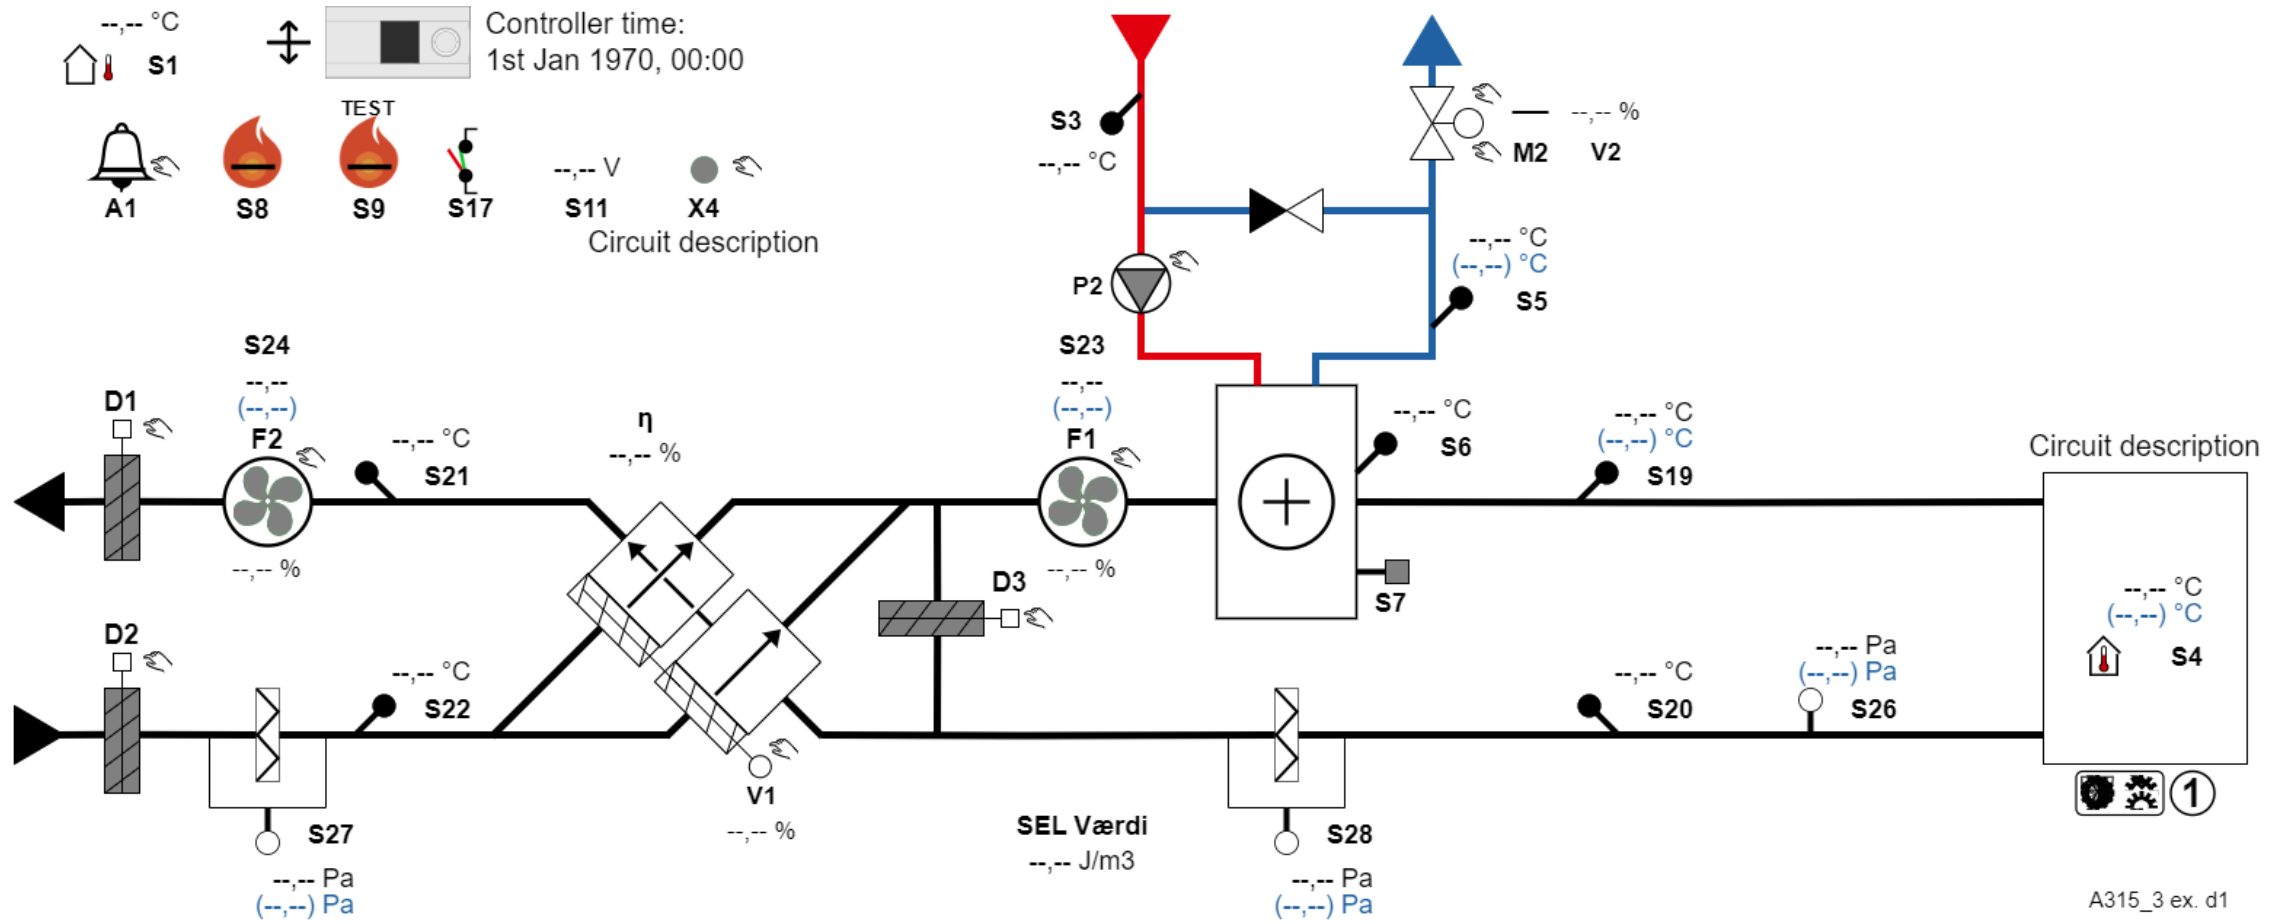 --,-- °C
S1
Controller time:
1st Jan 1970, 00:00
TEST
A1
S8
S9
S17
--,-- V
S11
X4
Circuit description
S3
--,-- °C
--,-- %
M2
V2
--,-- °C
(--,--) °C
S5
P2
S24
--,--
(--,--)
F2
--,-- %
D1
--,-- °C
S21
η
--,-- %
S23
--,--
(--,--)
F1
--,-- %
--,-- °C
S6
--,-- °C
(--,--) °C
S19
Circuit description
D3
S7
--,-- °C
(--,--) °C
S4
D2
--,-- °C
S22
--,-- °C
S20
--,-- Pa
(--,--) Pa
S26
V1
--,-- %
1
S27
--,-- Pa
(--,--) Pa
SEL Værdi
--,-- J/m3
S28
--,-- Pa
(--,--) Pa
A315_3 ex. d1